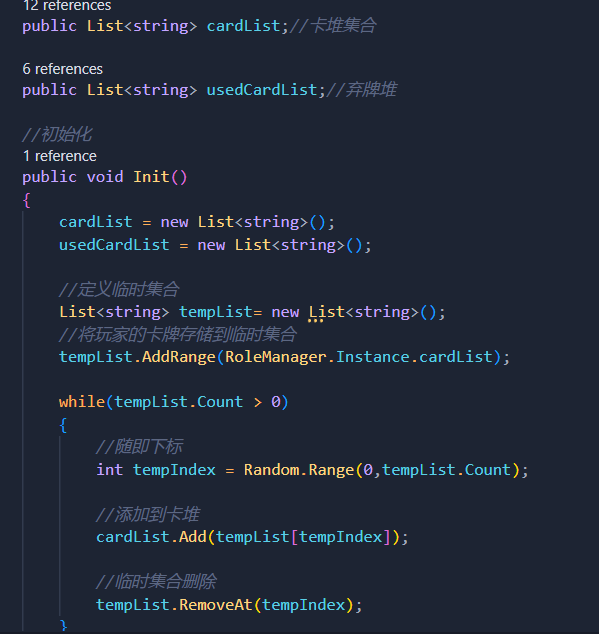 12 references
public List<string> cardList;//卡堆集合
6 references
public List<string> usedCardList;//弃牌堆
//初始化
1 reference
public void Init()
{
cardList = new List<string>();
usedCardList = new List<string>();
//定义临时集合
List<string> tempList= new List<string>();
//将玩家的卡牌存储到临时集合
tempList.AddRange(RoleManager.Instance.cardList);
while(tempList.Count > 0)
{
//随即下标
int tempIndex = Random.Range(0,tempList.Count);
//添加到卡堆
cardList.Add(tempList[tempIndex]);
//临时集合删除
tempList.RemoveAt(tempIndex);
}